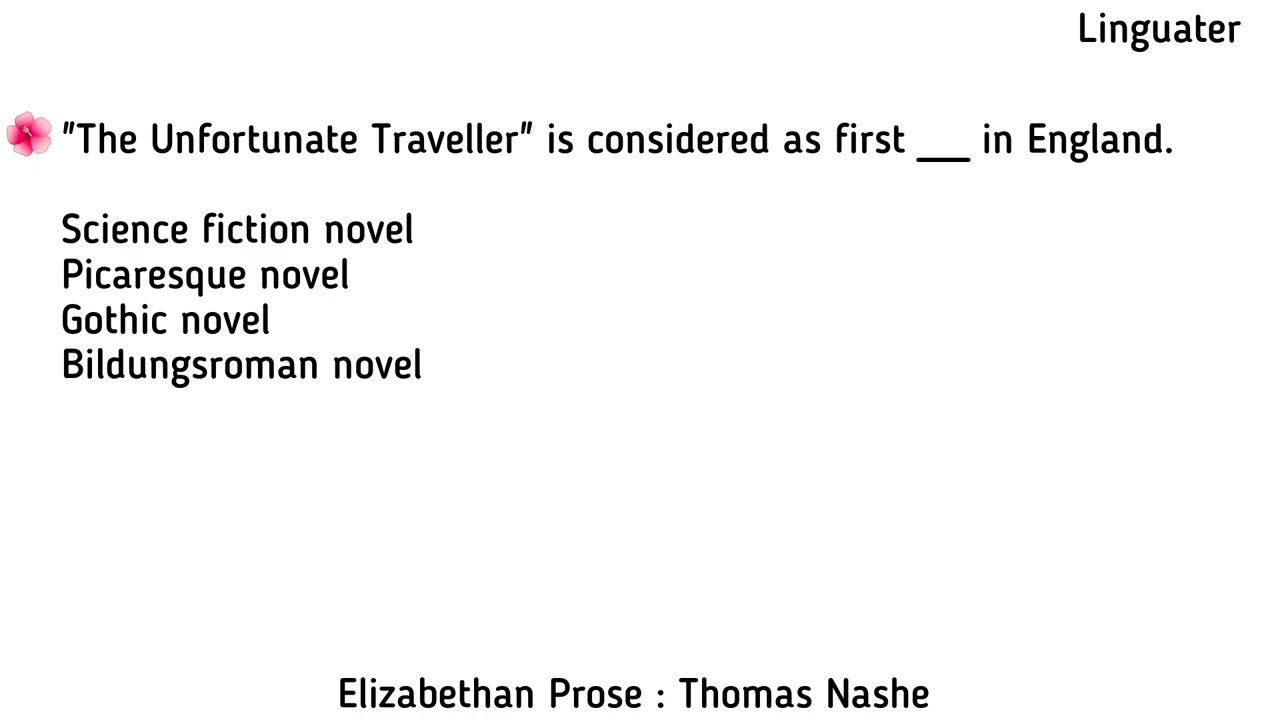 Linguater
"The Unfortunate Traveller" is considered as first ___ in England.
Science fiction novel
Picaresque novel
Gothic novel
Bildungsroman novel
Elizabethan Prose : Thomas Nashe